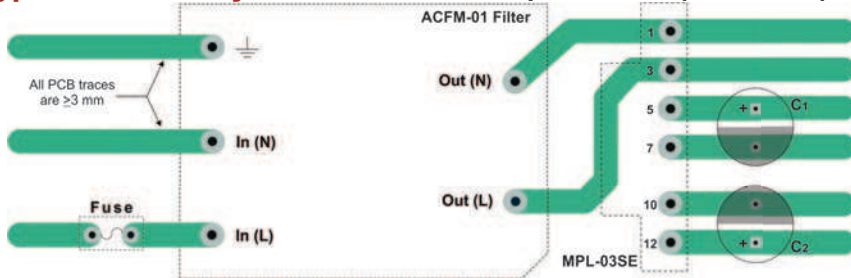 ACFM-01 Filter
1
Out (N)
3
All PCB traces
are ≥3 mm
5
+
C1
In (N)
7
Out (L)
10
Fuse
In (L)
12
+
C2
MPL-03SE